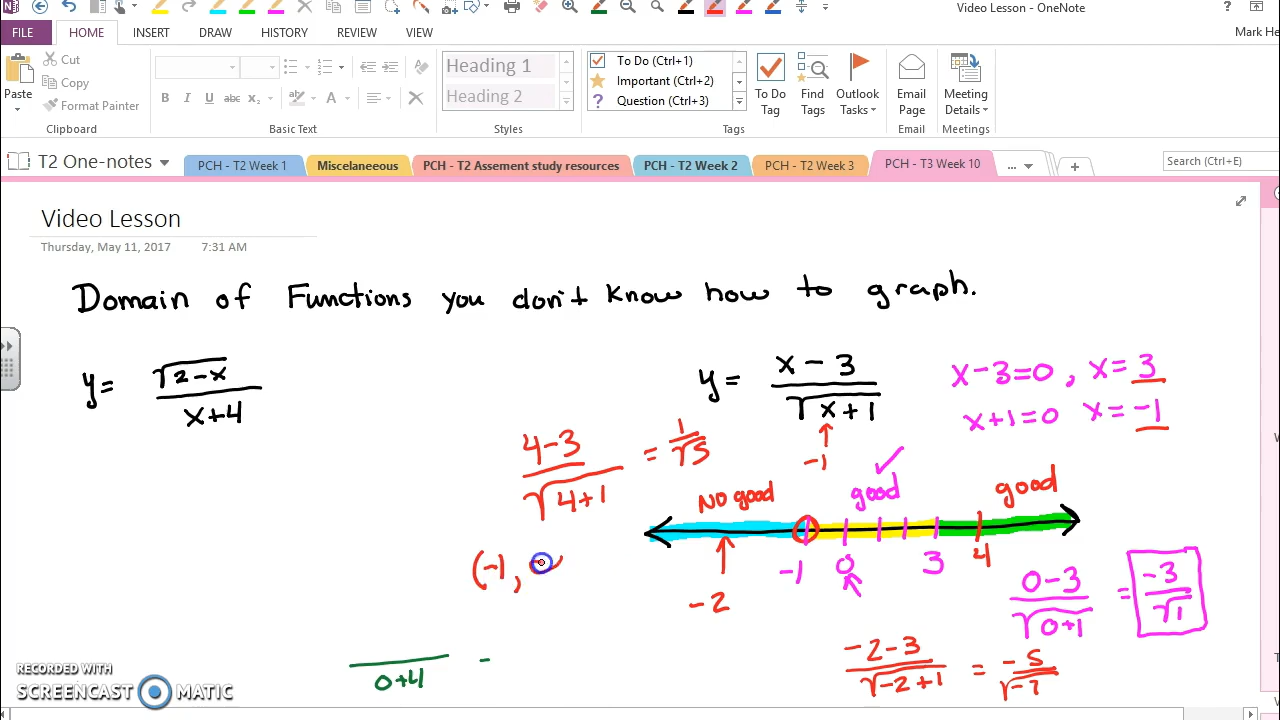 Video Lesson - OneNote
? 
FILE HOME INSERT DRAW HISTORY REVIEW VIEW
Mark He
Paste
Cut
Copy
Format Painter
B I U abc x₂ A
Heading 1
Heading 2
To Do (Ctrl+1)
Important (Ctrl+2)
? Question (Ctrl+3)
To Do Tag
Find Tags
Outlook Tasks
Email Page
Meeting Details
Clipboard Basic Text Styles Tags Email Meetings
T2 One-notes PCH - T2 Week 1 Miscelaneeous PCH - T2 Assement study resources PCH - T2 Week 2 PCH - T2 Week 3 PCH - T3 Week 10 ... + Search (Ctrl+E)
Video Lesson
Thursday, May 11, 2017 7:31 AM
Domain of Functions you don't know how to graph.
y= √2-x / x+4
y= x-3 / √x+1
x-3=0, x=3
x+1=0 x=-1
-1
4-3 / √4+1 = 1/√5
No good good ✓ good
-1 0 3 4
-2
(-1,
0-3 / √0+1 = -3/√1
-2-3 / √-2+1 = -5/√-1
0+4 =
RECORDED WITH
SCREENCAST MATIC